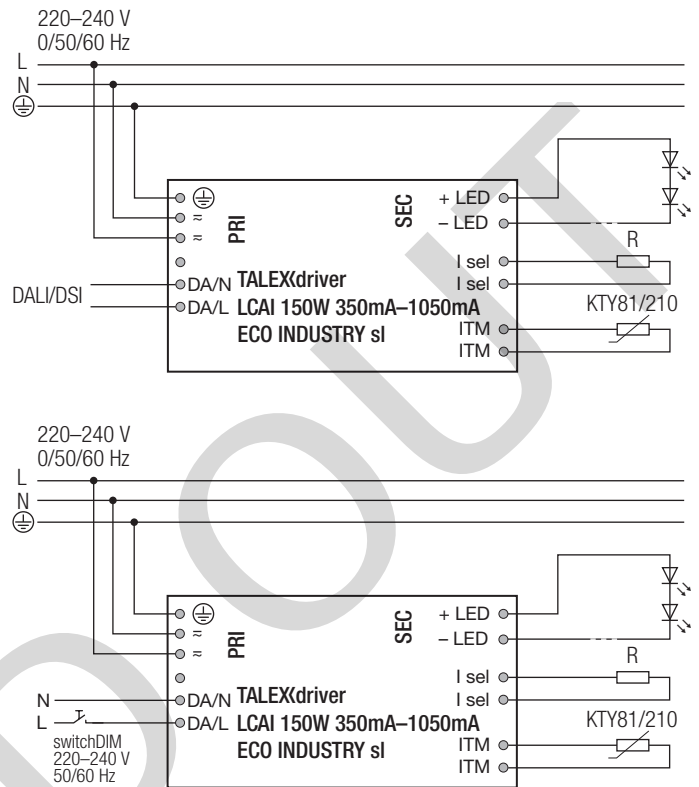 220–240 V
0/50/60 Hz
L
N
PRI
SEC
+ LED
– LED
I sel
I sel
ITM
ITM
R
KTY81/210
DALI/DSI
DA/N
DA/L
TALEXXdriver
LCAI 150W 350mA–1050mA
ECO INDUSTRY sl
220–240 V
0/50/60 Hz
L
N
PRI
SEC
+ LED
– LED
I sel
I sel
ITM
ITM
R
KTY81/210
N
L
switchDIM
220–240 V
50/60 Hz
DA/N
DA/L
TALEXXdriver
LCAI 150W 350mA–1050mA
ECO INDUSTRY sl
D OUT